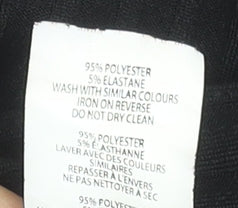 95% POLYESTER
5% ELASTANE
WASH WITH SIMILAR COLOURS
IRON ON REVERSE
DO NOT DRY CLEAN
95% POLYESTER
5% ÉLASTHANNE
LAVER AVEC DES COULEURS
SIMILAIRES
REPASSER À L'ENVERS
NE PAS NETTOYER À SEC
95% POLYESTER